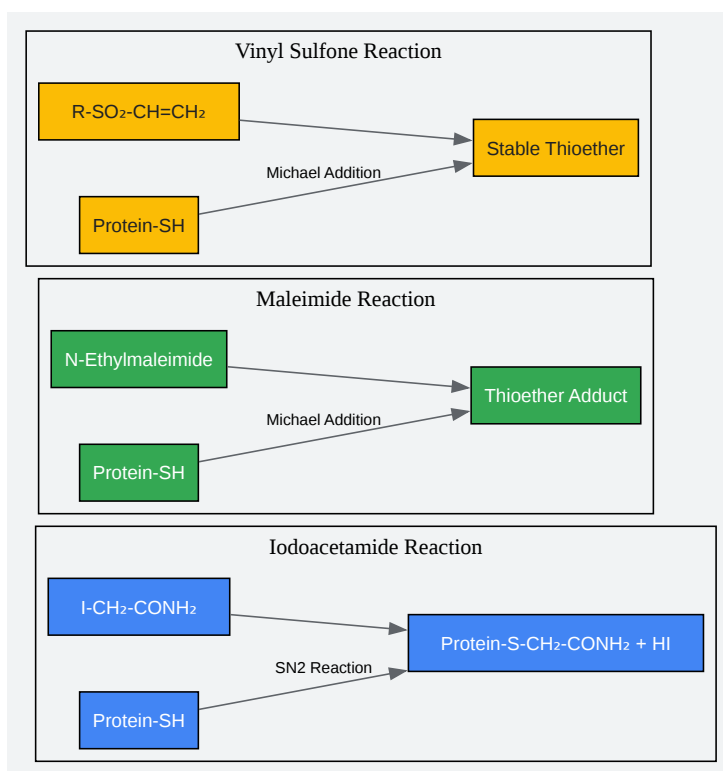 Vinyl Sulfone Reaction
R-SO₂-CH=CH₂
Stable Thioether
Michael Addition
Protein-SH
Maleimide Reaction
N-Ethylmaleimide
Thioether Adduct
Michael Addition
Protein-SH
Iodoacetamide Reaction
I-CH₂-CONH₂
Protein-S-CH₂-CONH₂ + HI
SN2 Reaction
Protein-SH